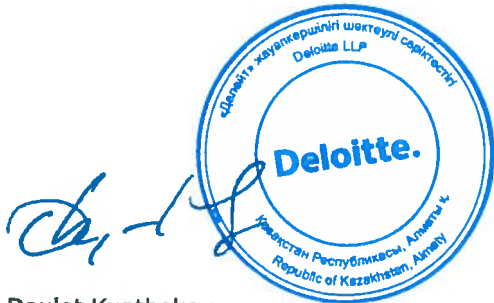 «Делойт» жауапкершілігі шектеулі серіктестігі
Deloitte LLP
Deloitte.
Қазақстан Республикасы, Алматы қ.
Republic of Kazakhstan, Almaty